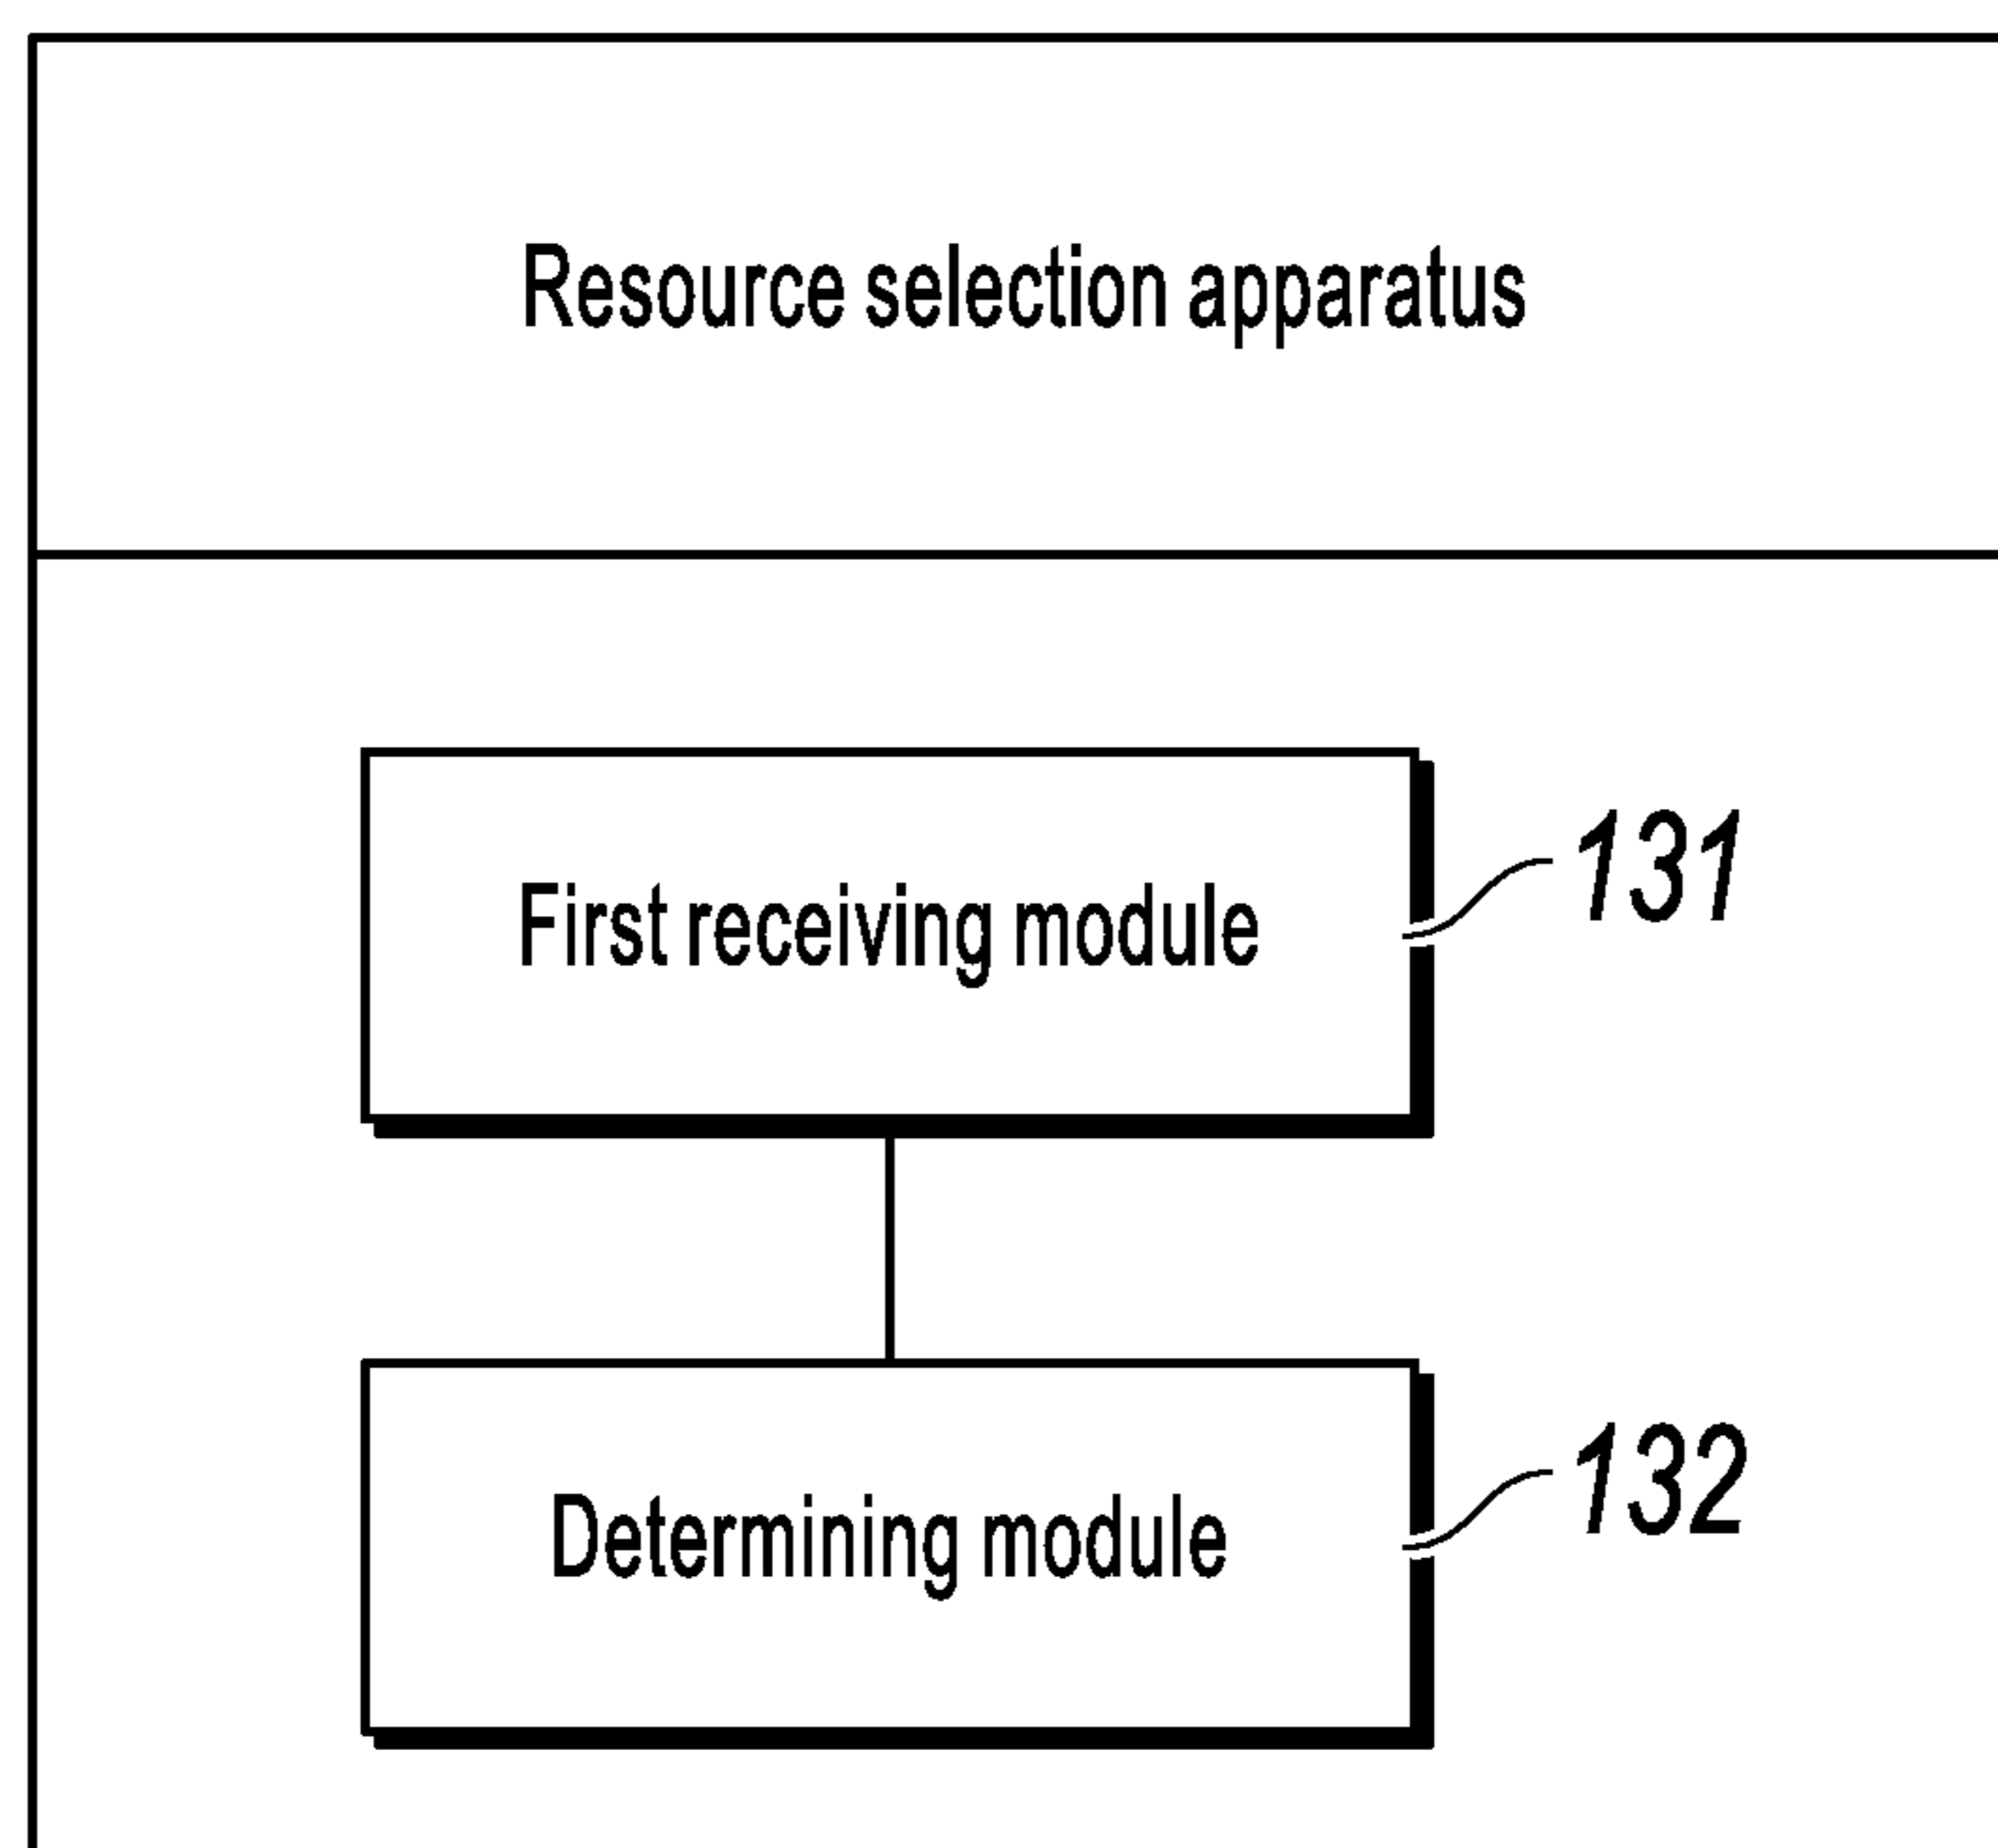 Resource selection apparatus
First receiving module
131
Determining module
132